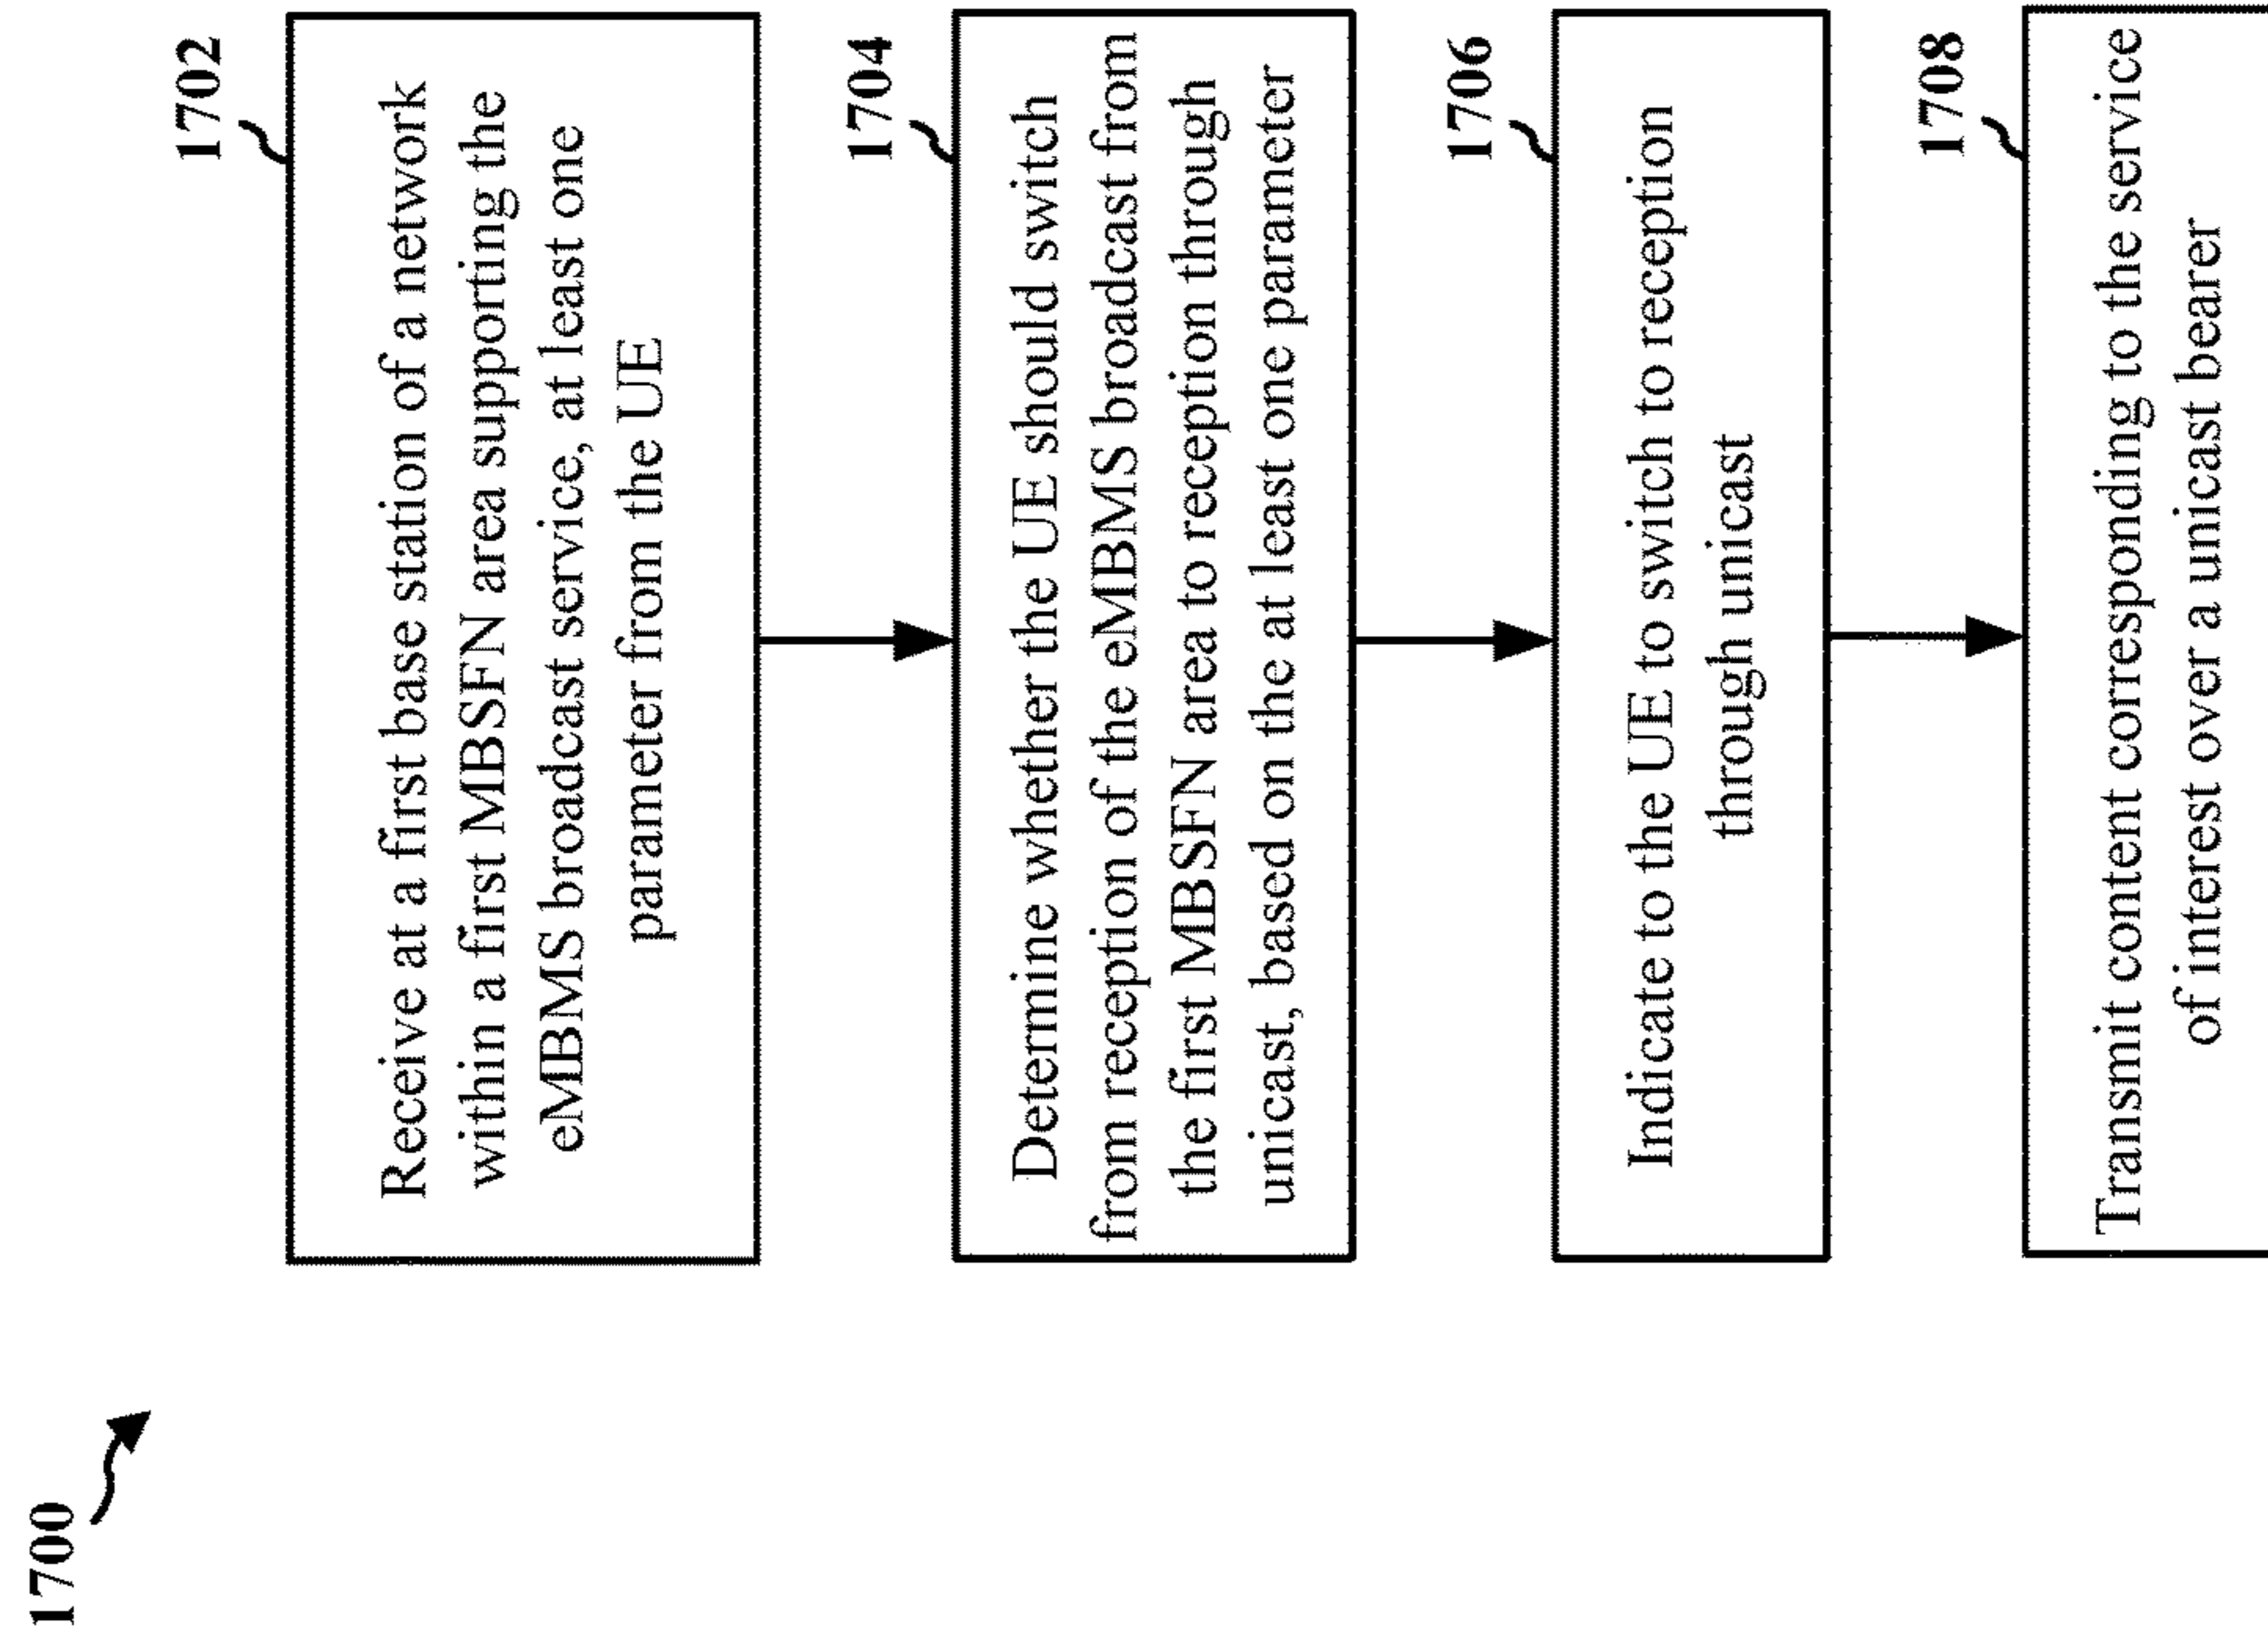 1700
1702
Receive at a first base station of a network
within a first MBSFN area supporting the
eMBMS broadcast service, at least one
parameter from the UE
1704
Determine whether the UE should switch
from reception of the eMBMS broadcast from
the first MBSFN area to reception through
unicast, based on the at least one parameter
1706
Indicate to the UE to switch to reception
through unicast
1708
Transmit content corresponding to the service
of interest over a unicast bearer